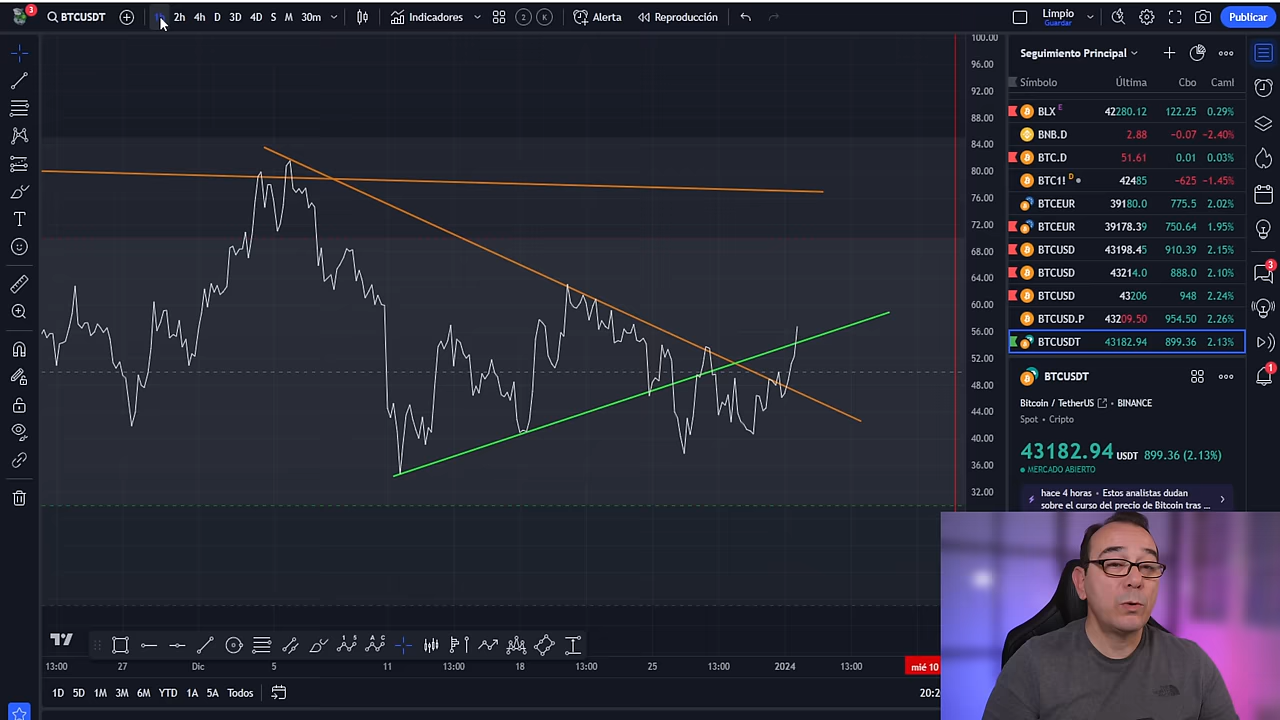 3 BTCUSDT 2h 4h D 3D 4D S M 30m Indicadores 2 K Alerta Reproducción Limpio Guardar Publicar
100.00
96.00
92.00
88.00
84.00
80.00
76.00
72.00
68.00
64.00
60.00
56.00
52.00
48.00
44.00
40.00
36.00
32.00
Seguimiento Principal
Símbolo Última Cbo Caml
BLX E 42280.12 122.25 0.29%
BNB.D 2.88 -0.07 -2.40%
BTC.D 51.61 0.01 0.03%
BTC1! D 42485 -625 -1.45%
BTCEUR 39180.0 775.5 2.02%
BTCEUR 39178.39 750.64 1.95%
BTCUSD 43198.45 910.39 2.15%
BTCUSD 43214.0 888.0 2.10%
BTCUSD 43206 948 2.24%
BTCUSD.P 43209.50 954.50 2.26%
BTCUSDT 43182.94 899.36 2.13%
BTCUSDT
Bitcoin / TetherUS • BINANCE
Spot • Cripto
43182.94 USDT 899.36 (2.13%)
MERCADO ABIERTO
hace 4 horas • Estos analistas dudan
sobre el curso del precio de Bitcoin tras ...
3
1
13:00 27 Dic 5 11 13:00 18 13:00 25 13:00 2024 13:00 mié 10
1D 5D 1M 3M 6M YTD 1A 5A Todos